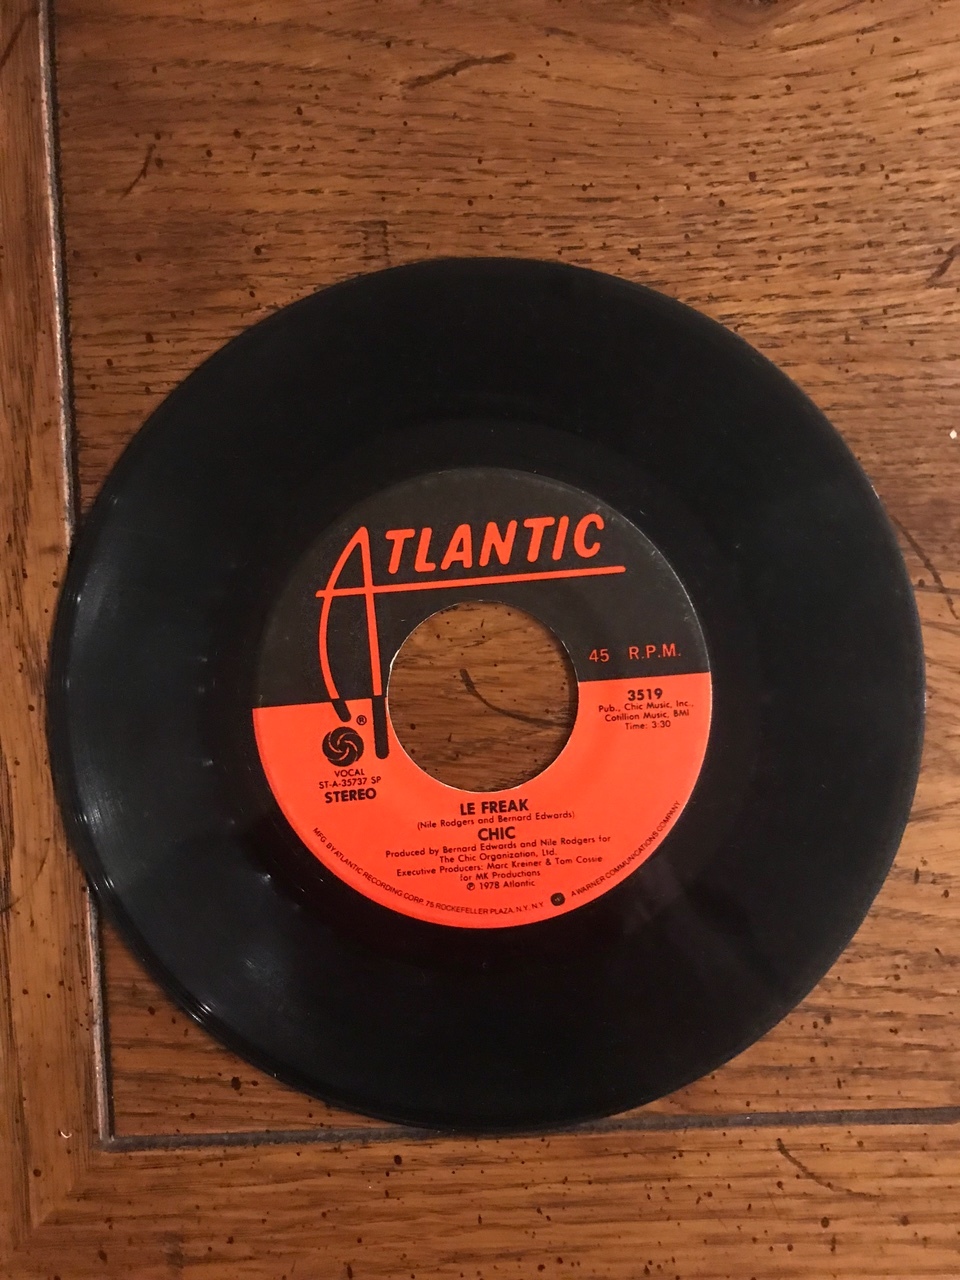 ATLANTIC
45 R.P.M.
3519
Pub., Chic Music, Inc.,
Cotillion Music, BMI
Time: 3:30
®
VOCAL
ST-A-35737 SP
STEREO
LE FREAK
(Nile Rodgers and Bernard Edwards)
CHIC
Produced by Bernard Edwards and Nile Rodgers for
The Chic Organization, Ltd.
Executive Producers: Marc Kreiner & Tom Cossie
for MK Productions
℗ 1978 Atlantic
MFG. BY ATLANTIC RECORDING CORP. 75 ROCKEFELLER PLAZA, N.Y. N.Y. A WARNER COMMUNICATIONS COMPANY